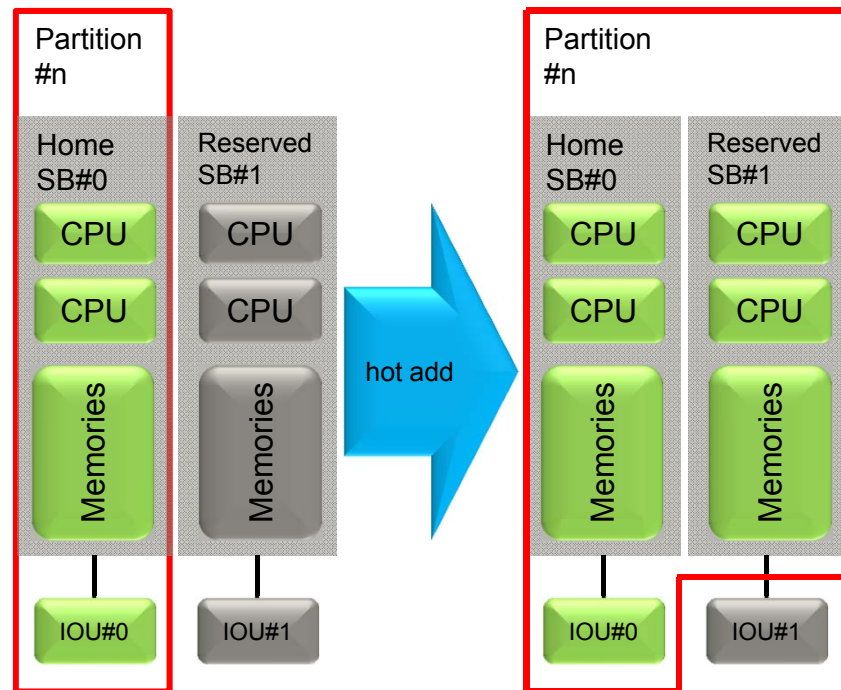 Partition
#n
Home
SB#0
Reserved
SB#1
CPU
CPU
CPU
CPU
Memories
Memories
IOU#0
IOU#1
hot add
Partition
#n
Home
SB#0
Reserved
SB#1
CPU
CPU
CPU
CPU
Memories
Memories
IOU#0
IOU#1